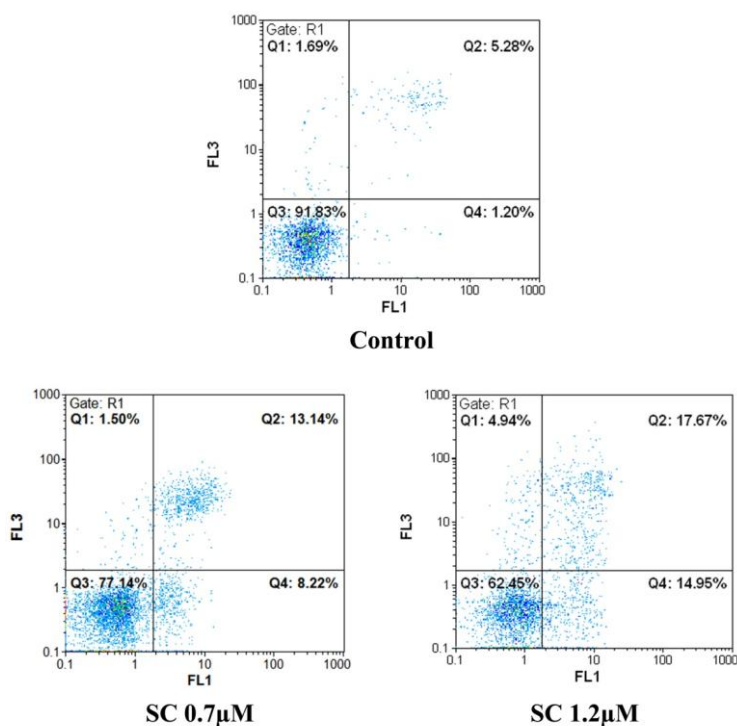 1000
Gate: R1
Q1: 1.69%
Q2: 5.28%
100
FL3
10
1
Q3: 91.83%
Q4: 1.20%
0.1
0.1
1
10
100
1000
FL1
Control
1000
Gate: R1
Q1: 1.50%
Q2: 13.14%
100
FL3
10
1
Q3: 77.14%
Q4: 8.22%
0.1
0.1
1
10
100
1000
FL1
SC 0.7µM
1000
Gate: R1
Q1: 4.94%
Q2: 17.67%
100
FL3
10
1
Q3: 62.45%
Q4: 14.95%
0.1
0.1
1
10
100
1000
FL1
SC 1.2µM